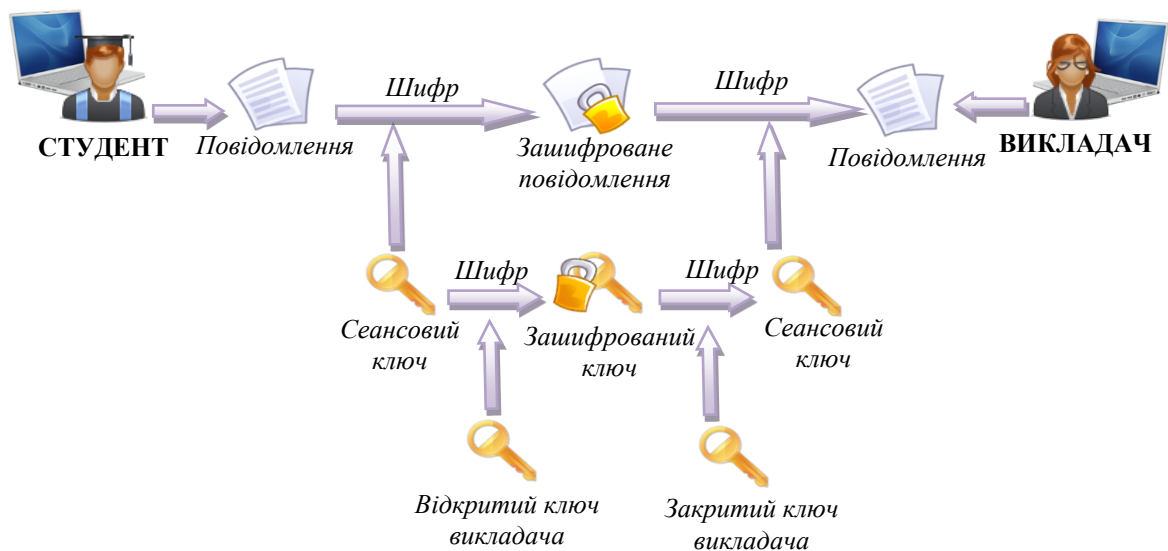 Шифр
Шифр
СТУДЕНТ
Повідомлення
Зашифроване
повідомлення
Повідомлення
ВИКЛАДАЧ
Шифр
Шифр
Сеансовий
ключ
Зашифрований
ключ
Сеансовий
ключ
Відкритий ключ
викладача
Закритий ключ
викладача